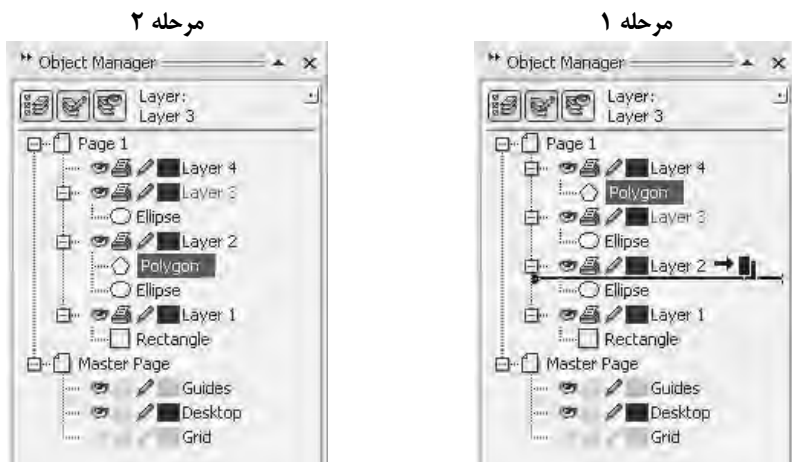 مرحله ۱
Object Manager
Layer:
Layer 3
Page 1
Layer 4
Polygon
Layer 3
Ellipse
Layer 2
Ellipse
Layer 1
Rectangle
Master Page
Guides
Desktop
Grid
مرحله ۲
Object Manager
Layer:
Layer 3
Page 1
Layer 4
Layer 3
Ellipse
Layer 2
Polygon
Ellipse
Layer 1
Rectangle
Master Page
Guides
Desktop
Grid